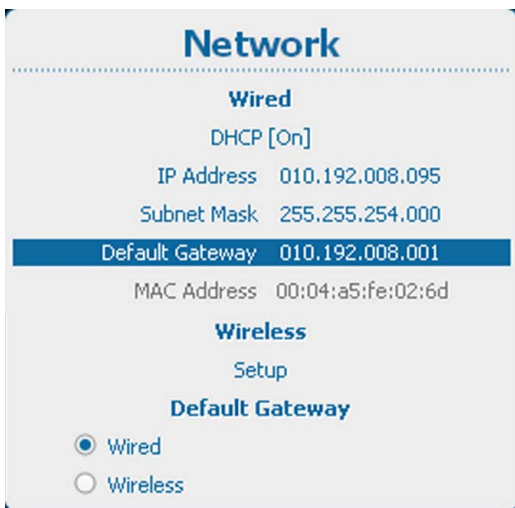 Network
Wired
DHCP [On]
IP Address 010.192.008.095
Subnet Mask 255.255.254.000
Default Gateway 010.192.008.001
MAC Address 00:04:a5:fe:02:6d
Wireless
Setup
Default Gateway
Wired
Wireless